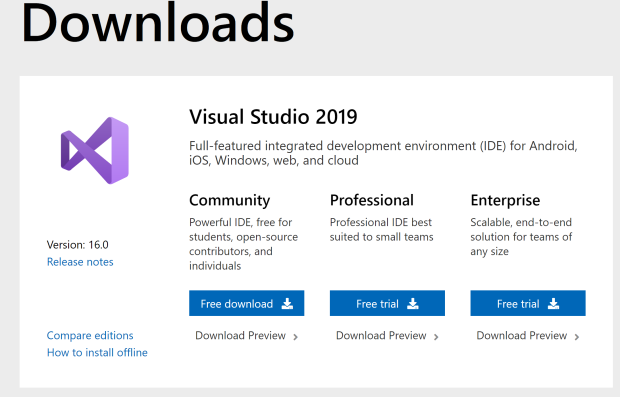 Downloads
Visual Studio 2019
Full-featured integrated development environment (IDE) for Android,
iOS, Windows, web, and cloud
Community
Powerful IDE, free for
students, open-source
contributors, and
individuals
Free download
Download Preview
Professional
Professional IDE best
suited to small teams
Free trial
Download Preview
Enterprise
Scalable, end-to-end
solution for teams of
any size
Free trial
Download Preview
Version: 16.0
Release notes
Compare editions
How to install offline